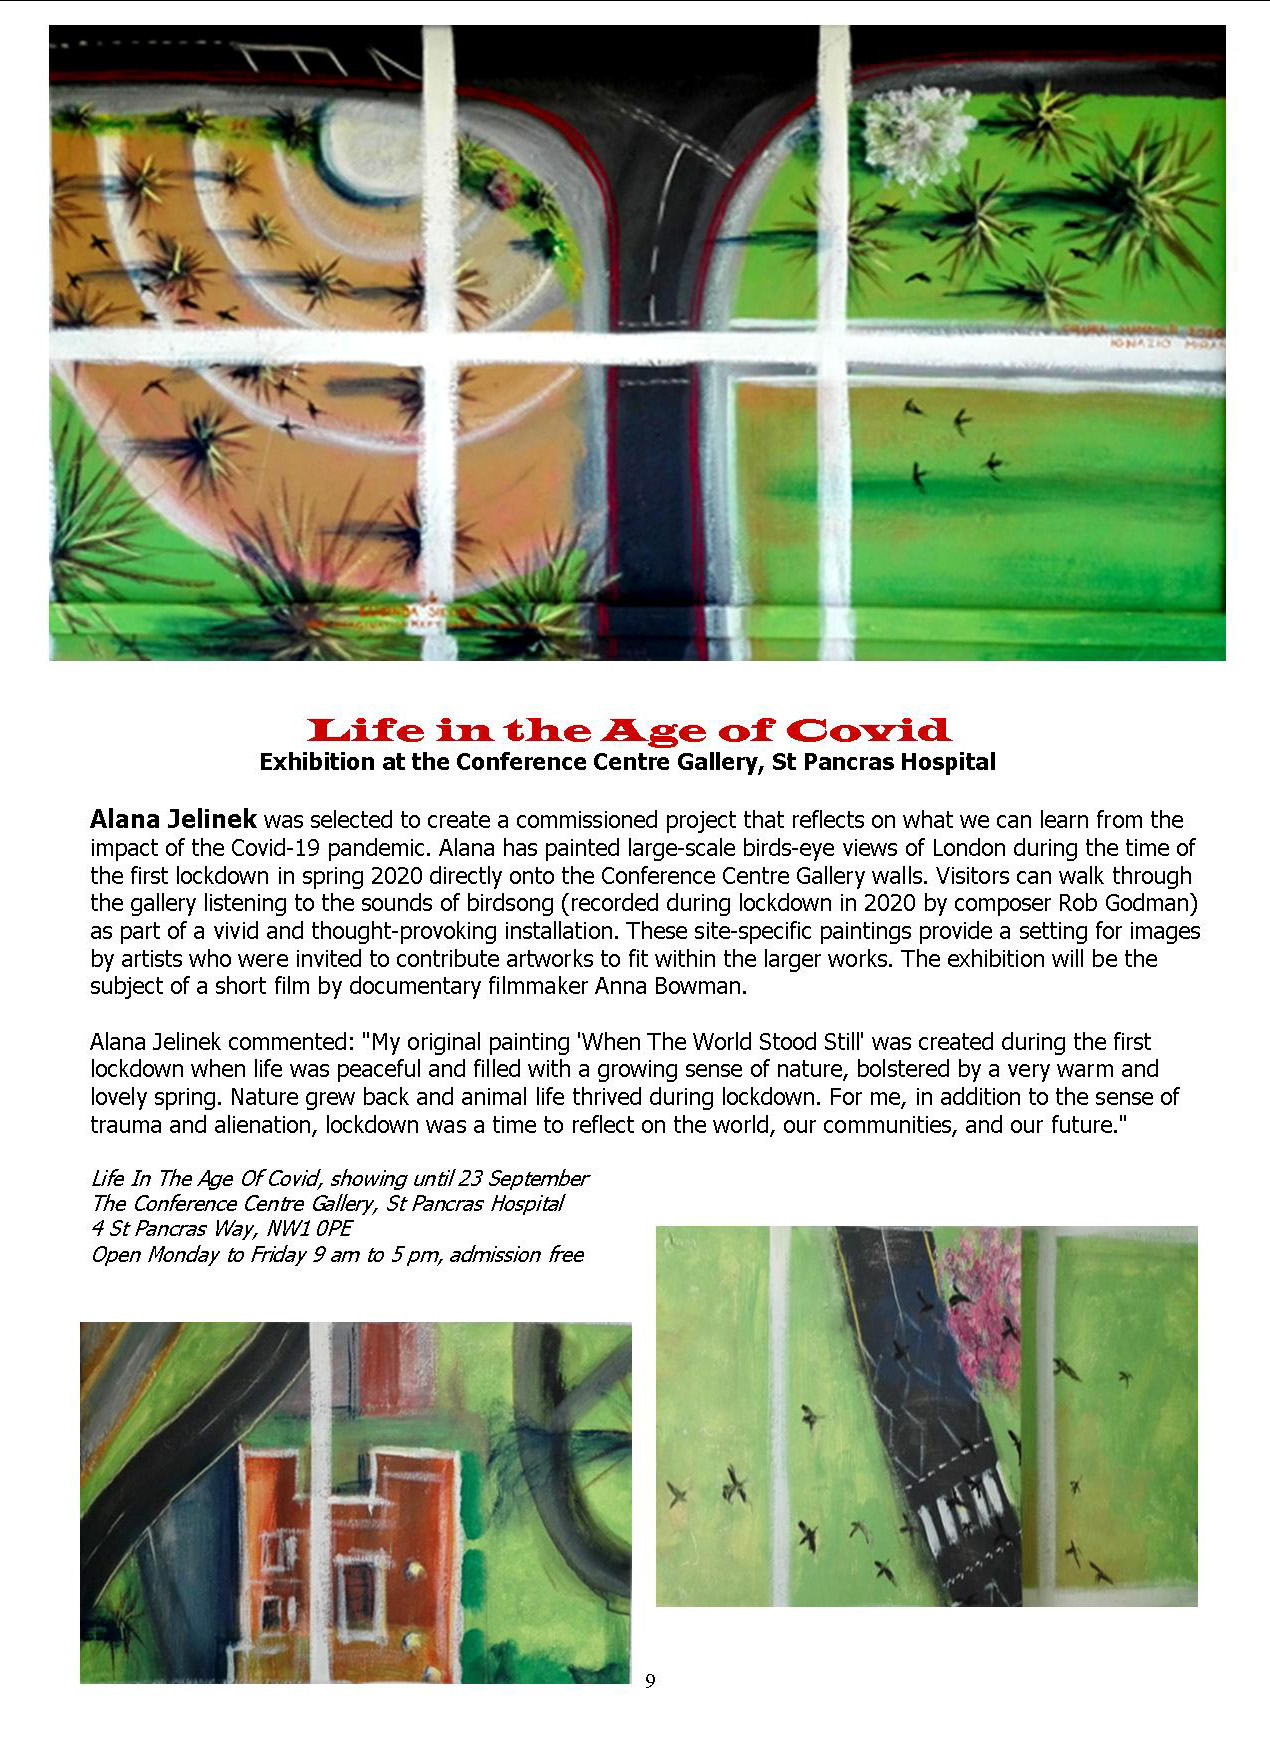 IGNAZIO
Life in the Age of Covid
Exhibition at the Conference Centre Gallery, St Pancras Hospital
Alana Jelinek was selected to create a commissioned project that reflects on what we can learn from the
impact of the Covid-19 pandemic. Alana has painted large-scale birds-eye views of London during the time of
the first lockdown in spring 2020 directly onto the Conference Centre Gallery walls. Visitors can walk through
the gallery listening to the sounds of birdsong (recorded during lockdown in 2020 by composer Rob Godman)
as part of a vivid and thought-provoking installation. These site-specific paintings provide a setting for images
by artists who were invited to contribute artworks to fit within the larger works. The exhibition will be the
subject of a short film by documentary filmmaker Anna Bowman.
Alana Jelinek commented: "My original painting 'When The World Stood Still' was created during the first
lockdown when life was peaceful and filled with a growing sense of nature, bolstered by a very warm and
lovely spring. Nature grew back and animal life thrived during lockdown. For me, in addition to the sense of
trauma and alienation, lockdown was a time to reflect on the world, our communities, and our future."
Life In The Age Of Covid, showing until 23 September
The Conference Centre Gallery, St Pancras Hospital
4 St Pancras Way, NW1 0PE
Open Monday to Friday 9 am to 5 pm, admission free
9